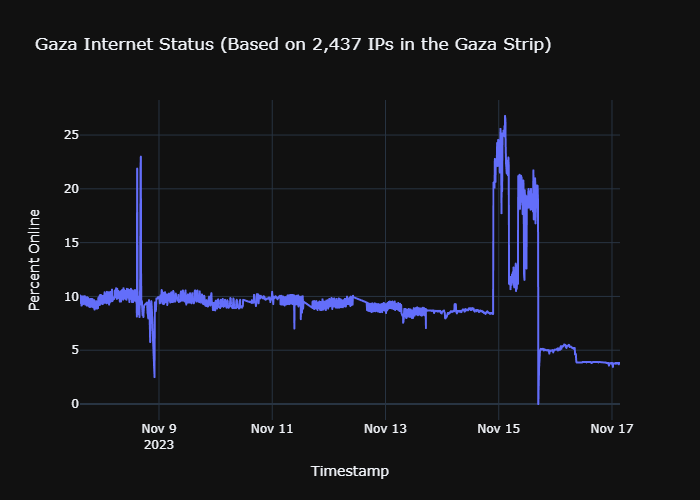 Gaza Internet Status (Based on 2,437 IPs in the Gaza Strip)
25
20
15
10
5
0
Percent Online
Nov 9
2023
Nov 11
Nov 13
Nov 15
Nov 17
Timestamp